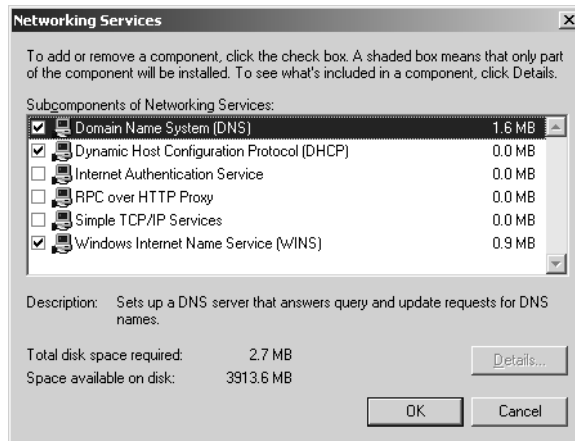 Networking Services
To add or remove a component, click the check box. A shaded box means that only part
of the component will be installed. To see what's included in a component, click Details.
Subcomponents of Networking Services:
Domain Name System (DNS) 1.6 MB
Dynamic Host Configuration Protocol (DHCP) 0.0 MB
Internet Authentication Service 0.0 MB
RPC over HTTP Proxy 0.0 MB
Simple TCP/IP Services 0.0 MB
Windows Internet Name Service (WINS) 0.9 MB
Description: Sets up a DNS server that answers query and update requests for DNS
names.
Total disk space required: 2.7 MB
Space available on disk: 3913.6 MB
Details...
OK Cancel